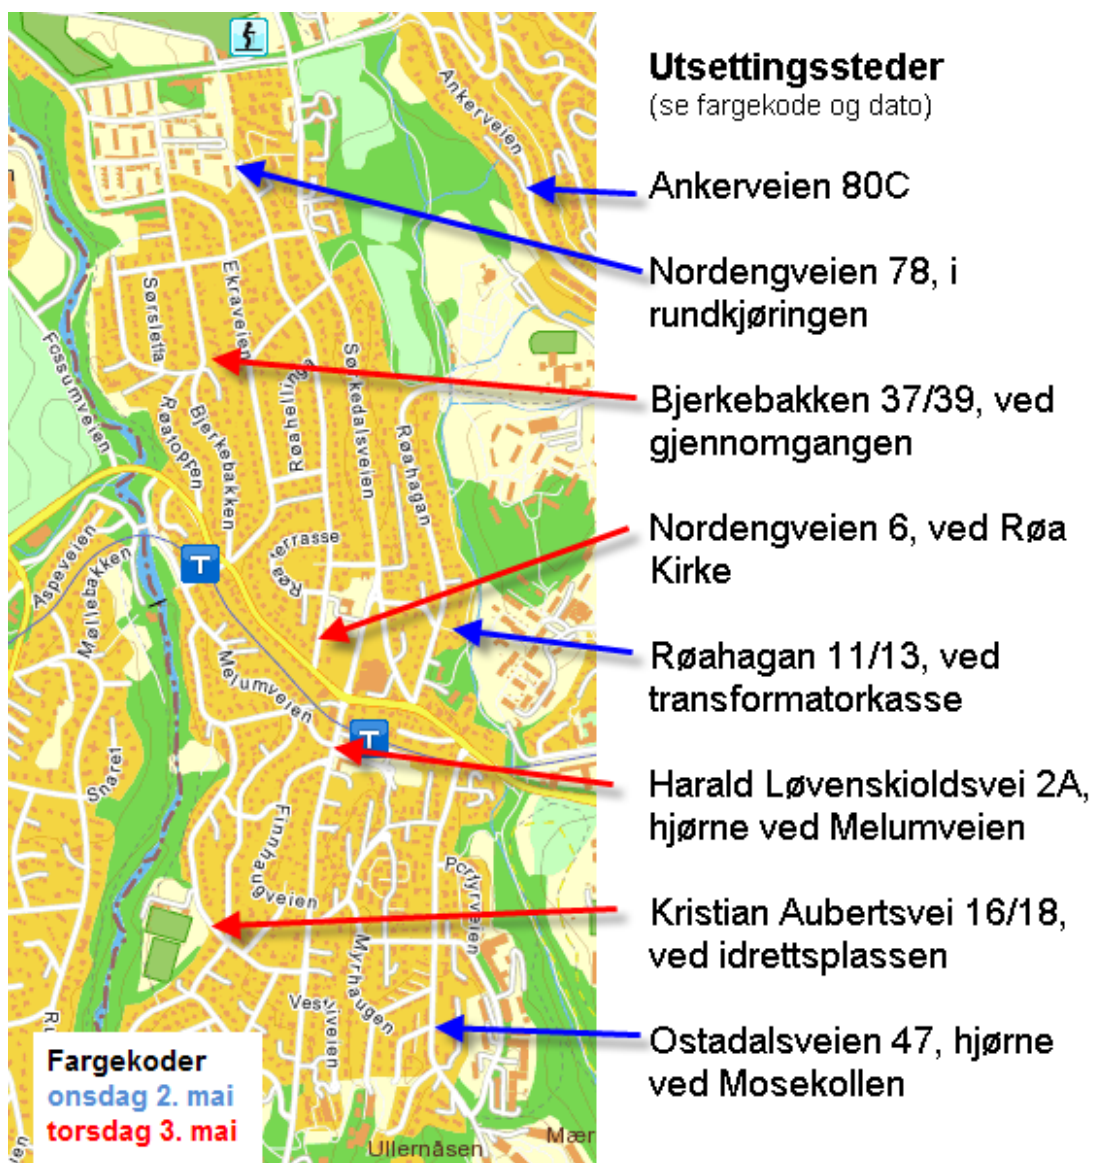 Utsettingssteder
(se fargekode og dato)
Ankerveien 80C
Nordengveien 78, i
rundkjøringen
Bjerkebakken 37/39, ved
gjennomgangen
Nordengveien 6, ved Røa
Kirke
Røahagan 11/13, ved
transformatorkasse
Harald Løvenskioldsvei 2A,
hjørne ved Melumveien
Kristian Aubertsvei 16/18,
ved idrettsplassen
Ostadalsveien 47, hjørne
ved Mosekollen
Ankerveien
Ekraveien
Sørsletta
Fossumveien
Sørkedalsveien
Røahellinga
Røahagan
Bjerkebakken
Røatoppen
Røa terrasse
Aspeveien
Møllebakken
T
Melumveien
T
Snaret
Finnhaugveien
Porfyrveien
Myrhaugen
Ullernåsen
Mær
Fargekoder
onsdag 2. mai
torsdag 3. mai